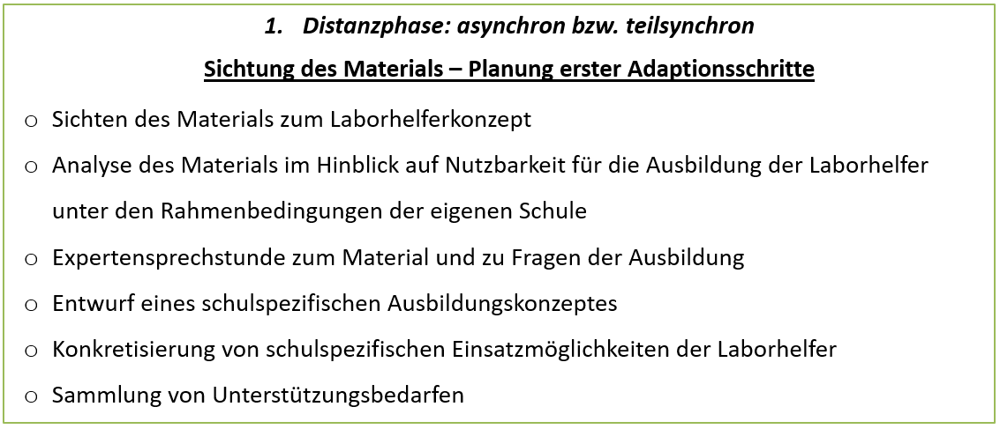 1. Distanzphase: asynchron bzw. teilsynchron
Sichtung des Materials – Planung erster Adaptionsschritte
o Sichten des Materials zum Laborhelferkonzept
o Analyse des Materials im Hinblick auf Nutzbarkeit für die Ausbildung der Laborhelfer
unter den Rahmenbedingungen der eigenen Schule
o Expertensprechstunde zum Material und zu Fragen der Ausbildung
o Entwurf eines schulspezifischen Ausbildungskonzeptes
o Konkretisierung von schulspezifischen Einsatzmöglichkeiten der Laborhelfer
o Sammlung von Unterstützungsbedarfen